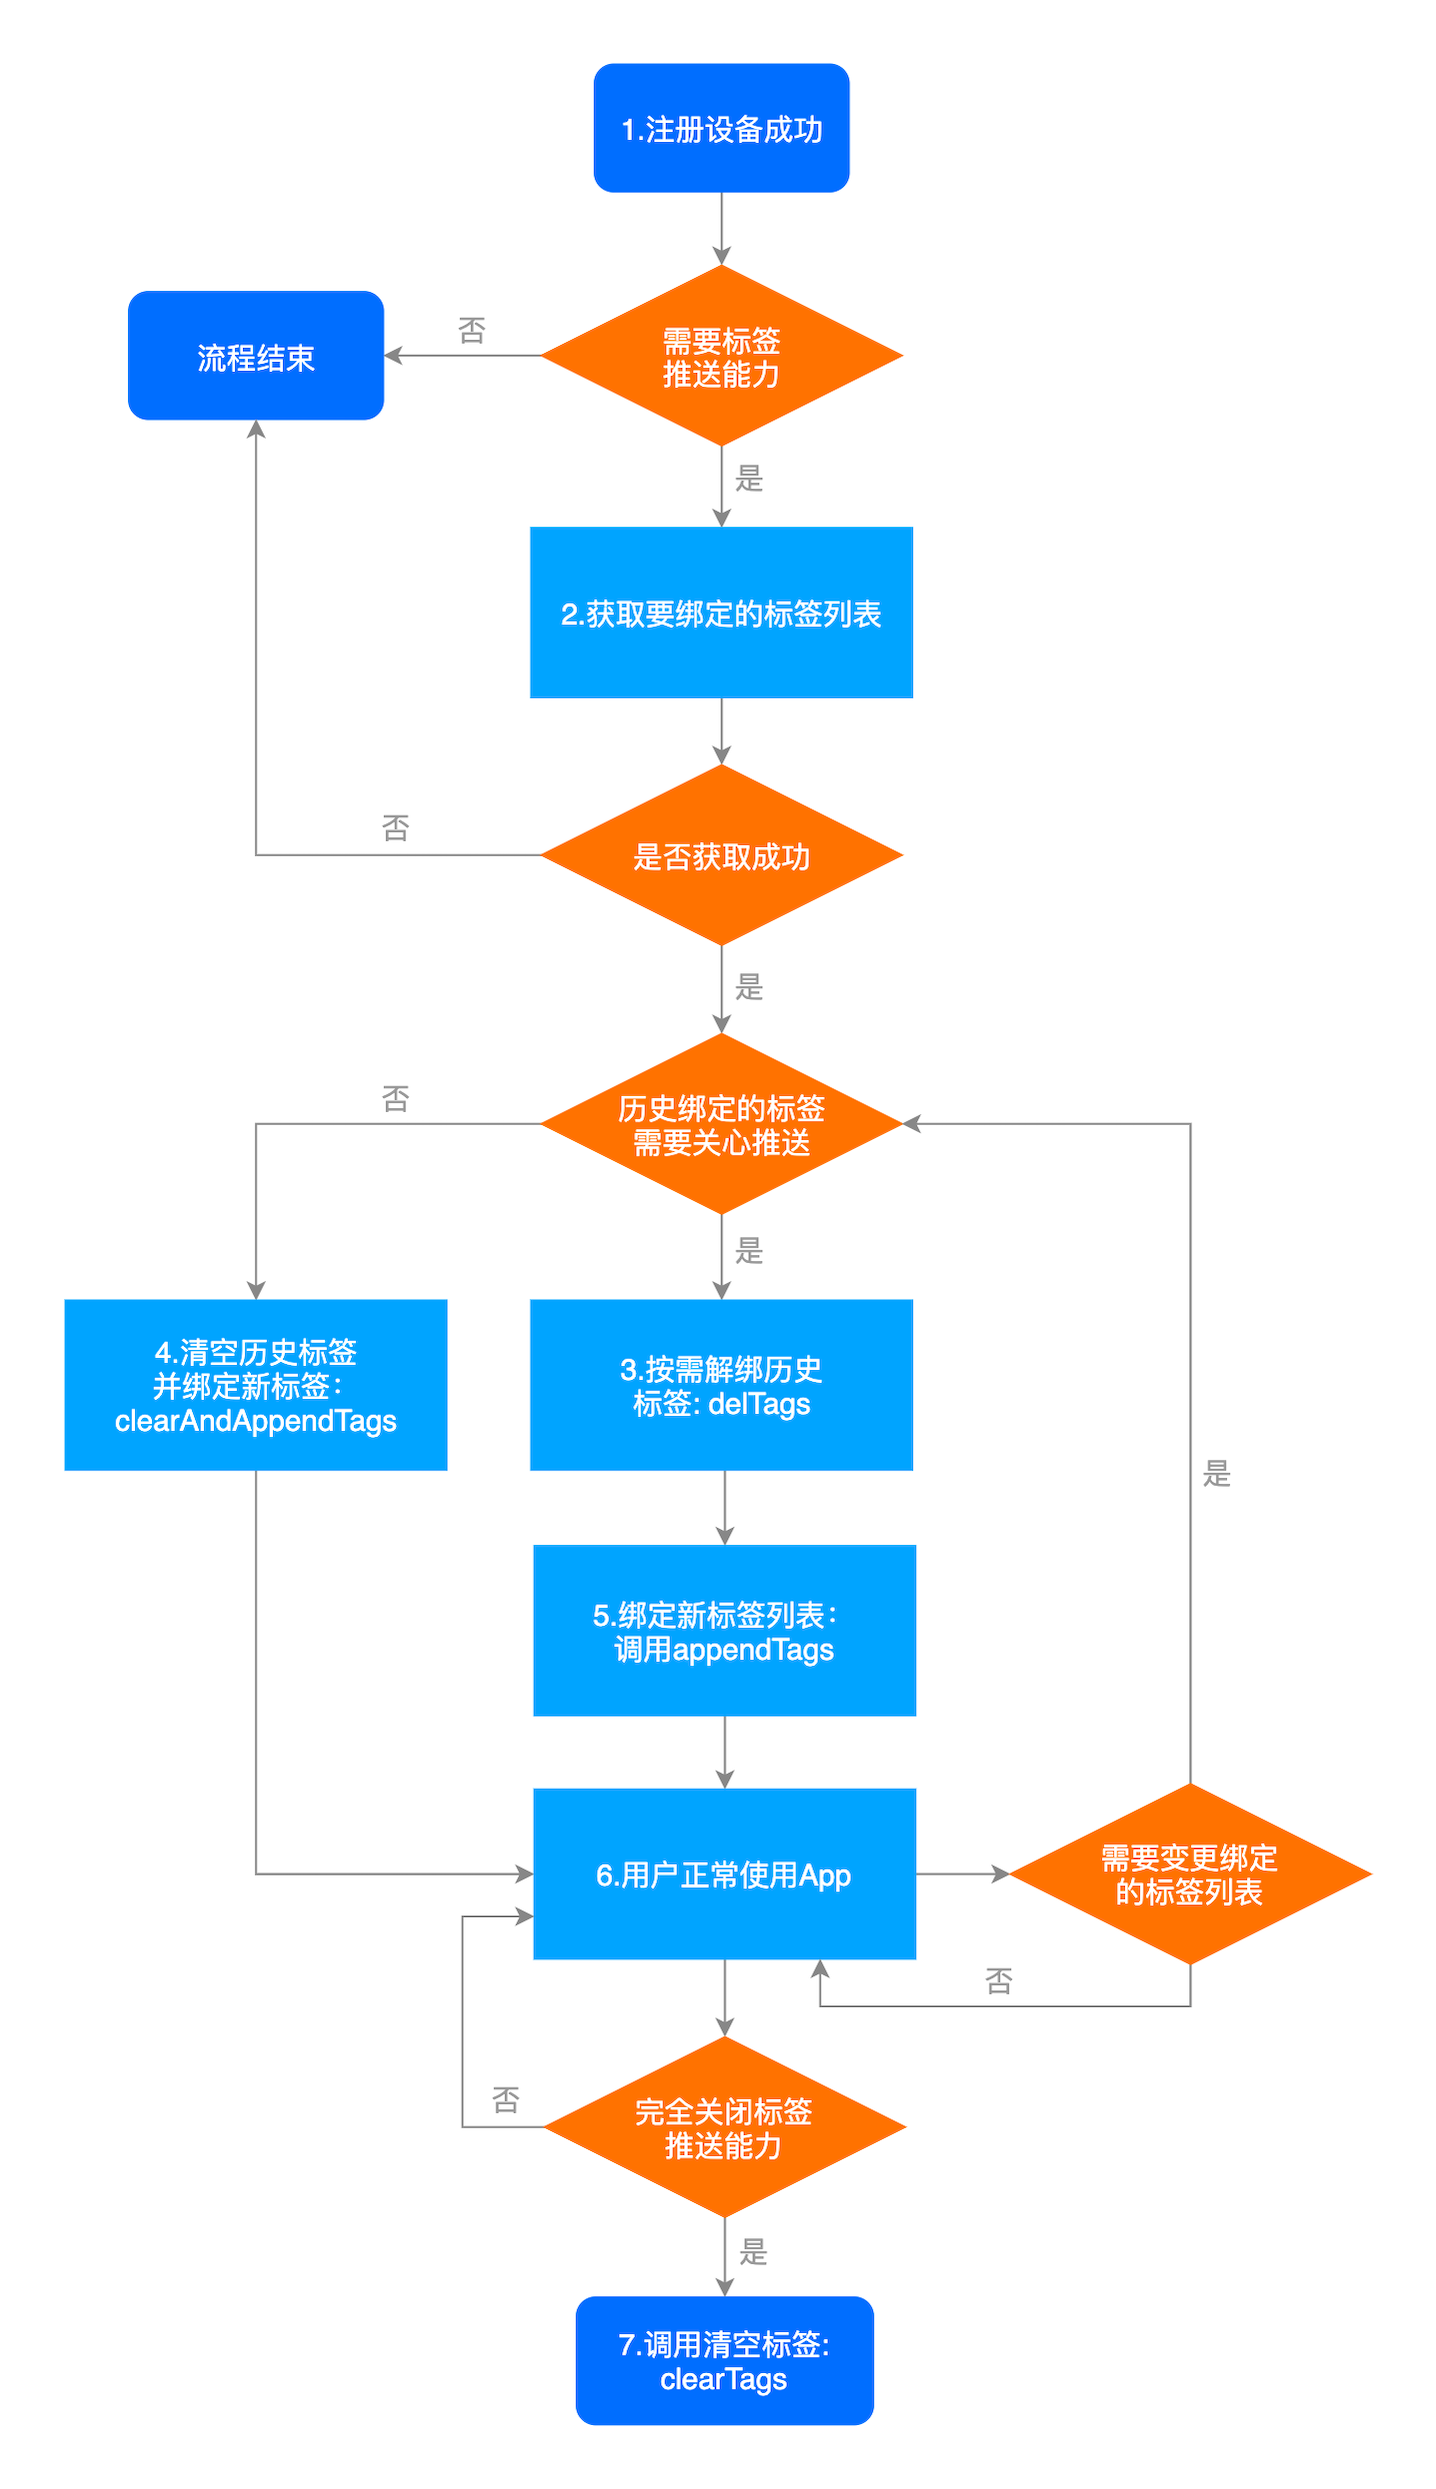 1.注册设备成功
否
流程结束
需要标签
推送能力
是
2.获取要绑定的标签列表
否
是否获取成功
是
否
历史绑定的标签
需要关心推送
是
4.清空历史标签
并绑定新标签：
clearAndAppendTags
3.按需解绑历史
标签: delTags
是
5.绑定新标签列表：
调用appendTags
6.用户正常使用App
需要变更绑定
的标签列表
否
否
完全关闭标签
推送能力
是
7.调用清空标签:
clearTags